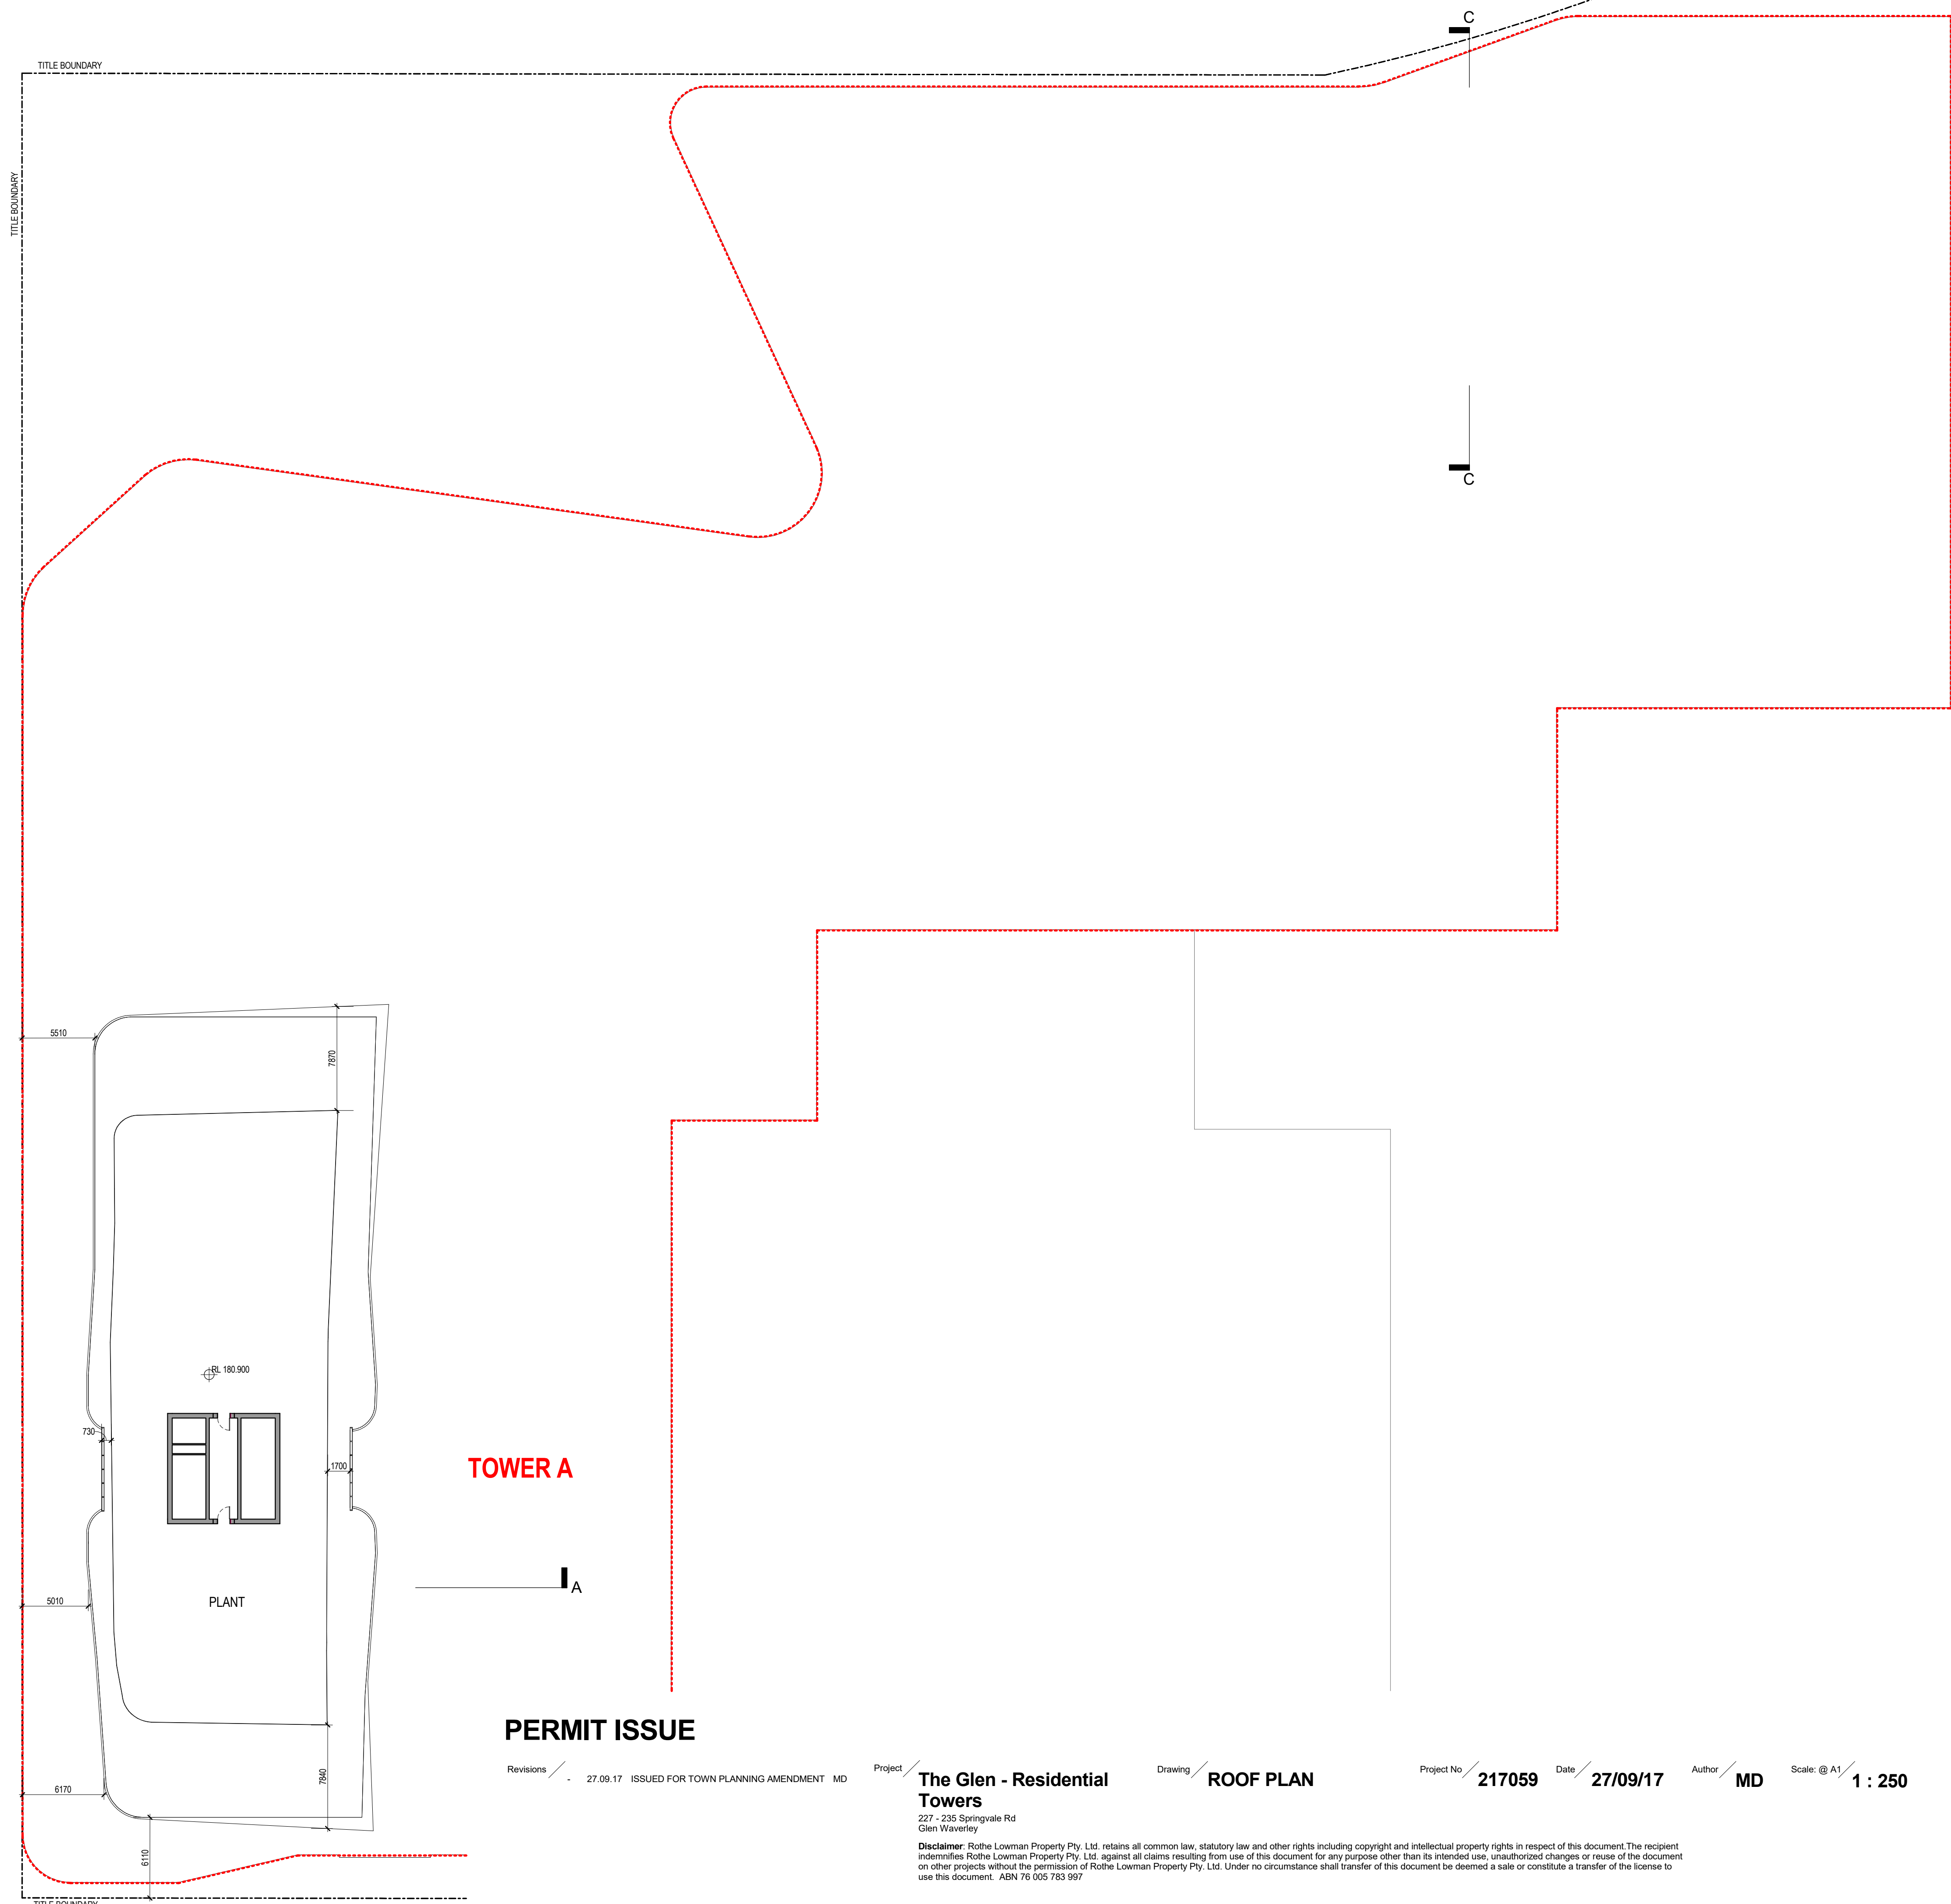 C
TITLE BOUNDARY
TITLE BOUNDARY
C
5510
7870
RL 180.900
730
1700
TOWER A
A
5010
PLANT
7840
6170
6110
TITLE BOUNDARY
PERMIT ISSUE
Revisions
- 27.09.17 ISSUED FOR TOWN PLANNING AMENDMENT MD
Project
The Glen - Residential
Towers
227 - 235 Springvale Rd
Glen Waverley
Drawing
ROOF PLAN
Project No
217059
Date
27/09/17
Author
MD
Scale: @ A1
1 : 250
Disclaimer: Rothe Lowman Property Pty. Ltd. retains all common law, statutory law and other rights including copyright and intellectual property rights in respect of this document.The recipient
indemnifies Rothe Lowman Property Pty. Ltd. against all claims resulting from use of this document for any purpose other than its intended use, unauthorized changes or reuse of the document
on other projects without the permission of Rothe Lowman Property Pty. Ltd. Under no circumstance shall transfer of this document be deemed a sale or constitute a transfer of the license to
use this document. ABN 76 005 783 997